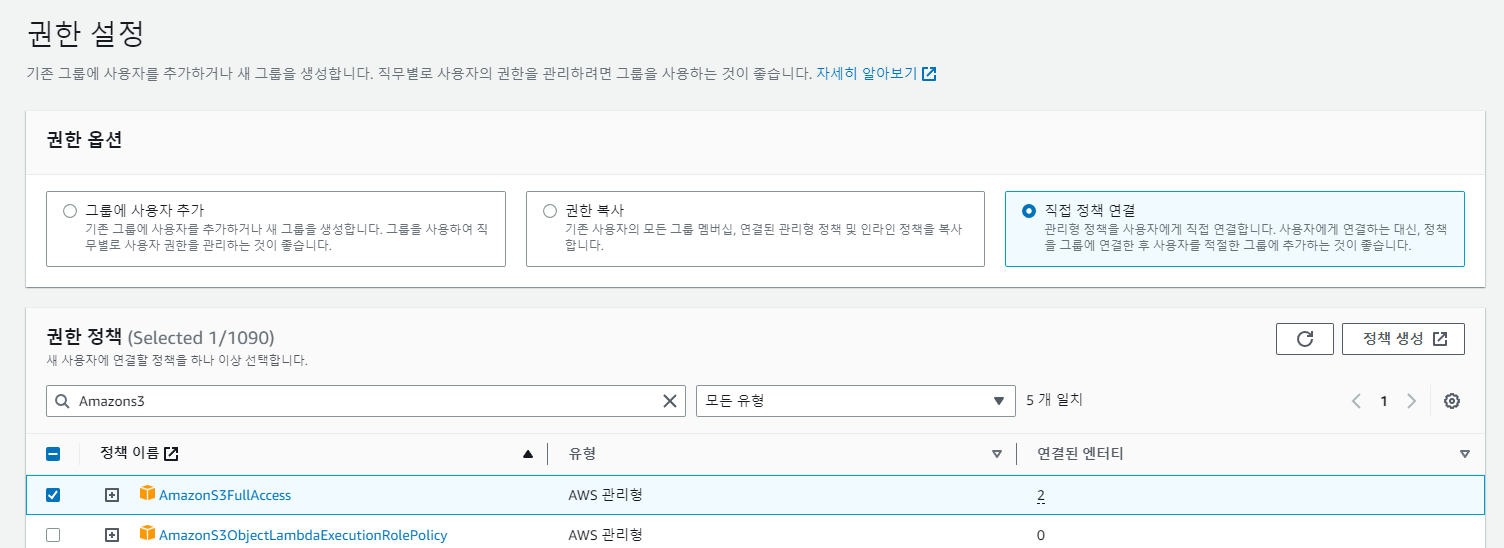 권한 설정
기존 그룹에 사용자를 추가하거나 새 그룹을 생성합니다. 직무별로 사용자의 권한을 관리하려면 그룹을 사용하는 것이 좋습니다. 자세히 알아보기
권한 옵션
그룹에 사용자 추가
기존 그룹에 사용자를 추가하거나 새 그룹을 생성합니다. 그룹을 사용하여 직
무별로 사용자 권한을 관리하는 것이 좋습니다.
권한 복사
기존 사용자의 모든 그룹 멤버십, 연결된 관리형 정책 및 인라인 정책을 복사
합니다.
직접 정책 연결
관리형 정책을 사용자에게 직접 연결합니다. 사용자에게 연결하는 대신, 정책
을 그룹에 연결한 후 사용자를 적절한 그룹에 추가하는 것이 좋습니다.
권한 정책 (Selected 1/1090)
새 사용자에 연결할 정책을 하나 이상 선택합니다.
정책 생성
Amazons3
모든 유형
5 개 일치
1
정책 이름 유형 연결된 엔터티
AmazonS3FullAccess AWS 관리형 2
AmazonS3ObjectLambdaExecutionRolePolicy AWS 관리형 0